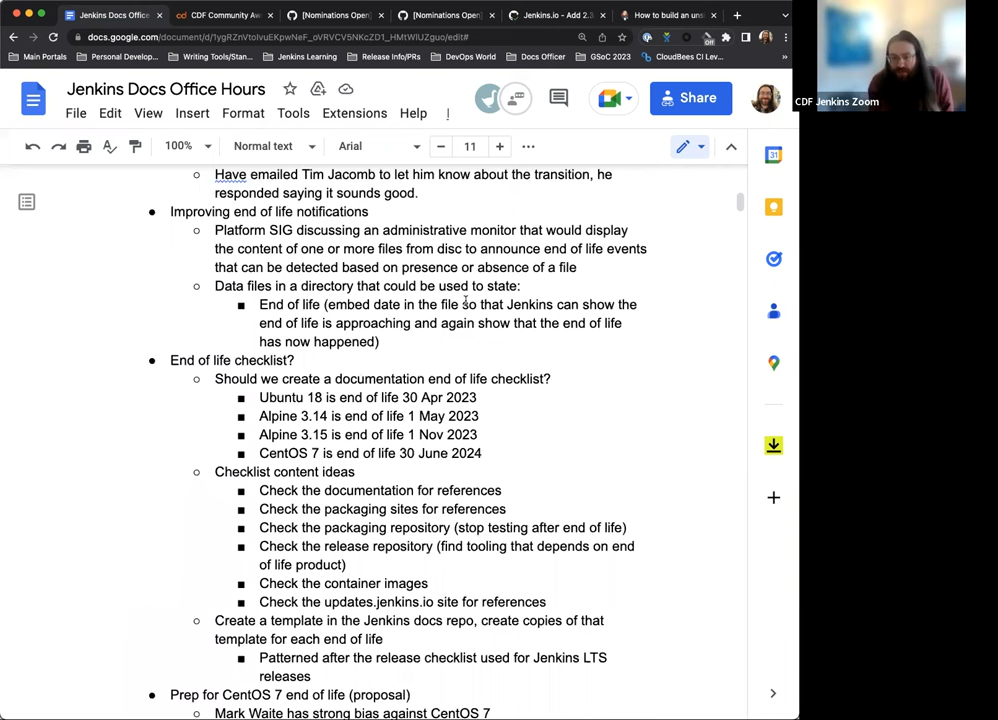 Jenkins Docs Office
CDF Community Aw
[Nominations Open]
[Nominations Open]
Jenkins.io - Add 2.3
How to build an uns
docs.google.com/document/d/1ygRZnVtolvuEKpwNeF_oVRVCV5NKcZD1_HMtWlUZguo/edit#
Off
Main Portals
Personal Develop...
Writing Tools/Stan...
Jenkins Learning
Release Info/PRs
DevOps World
Docs Officer
GSoC 2023
CloudBees CI Lev...
»
Jenkins Docs Office Hours
File Edit View Insert Format Tools Extensions Help
Share
CDF Jenkins Zoom
100% Normal text Arial − 11 +
○ Have emailed Tim Jacomb to let him know about the transition, he
responded saying it sounds good.
● Improving end of life notifications
○ Platform SIG discussing an administrative monitor that would display
the content of one or more files from disc to announce end of life events
that can be detected based on presence or absence of a file
○ Data files in a directory that could be used to state:
■ End of life (embed date in the file so that Jenkins can show the
end of life is approaching and again show that the end of life
has now happened)
● End of life checklist?
○ Should we create a documentation end of life checklist?
■ Ubuntu 18 is end of life 30 Apr 2023
■ Alpine 3.14 is end of life 1 May 2023
■ Alpine 3.15 is end of life 1 Nov 2023
■ CentOS 7 is end of life 30 June 2024
○ Checklist content ideas
■ Check the documentation for references
■ Check the packaging sites for references
■ Check the packaging repository (stop testing after end of life)
■ Check the release repository (find tooling that depends on end
of life product)
■ Check the container images
■ Check the updates.jenkins.io site for references
○ Create a template in the Jenkins docs repo, create copies of that
template for each end of life
■ Patterned after the release checklist used for Jenkins LTS
releases
● Prep for CentOS 7 end of life (proposal)
○ Mark Waite has strong bias against CentOS 7